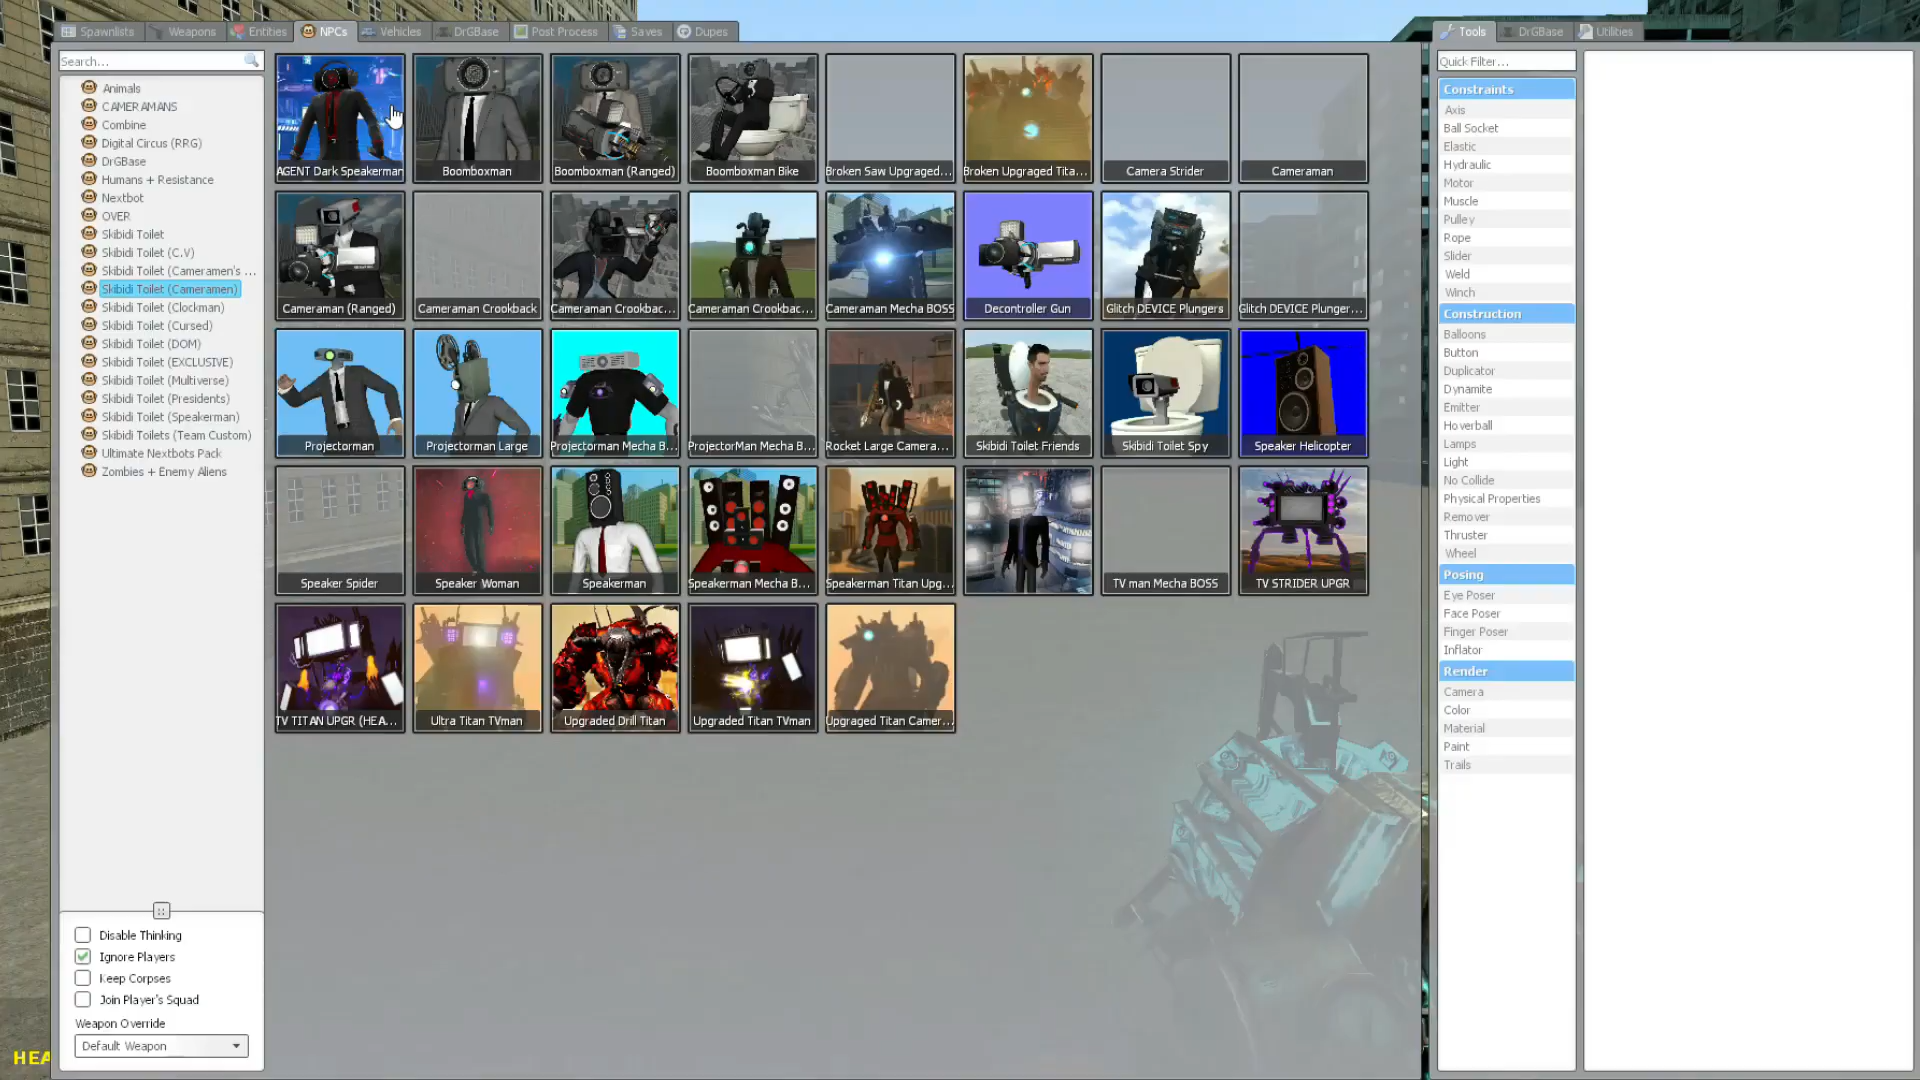 Spawnlists Weapons Entities NPCs Vehicles DrGBase Post Process Saves Dupes
Search...
Animals
CAMERAMANS
Combine
Digital Circus (RRG)
DrGBase
Humans + Resistance
Nextbot
OVER
Skibidi Toilet
Skibidi Toilet (C.V)
Skibidi Toilet (Cameramen's ...
Skibidi Toilet (Cameramen)
Skibidi Toilet (Clockman)
Skibidi Toilet (Cursed)
Skibidi Toilet (DOM)
Skibidi Toilet (EXCLUSIVE)
Skibidi Toilet (Multiverse)
Skibidi Toilet (Presidents)
Skibidi Toilet (Speakerman)
Skibidi Toilets (Team Custom)
Ultimate Nextbots Pack
Zombies + Enemy Aliens
Disable Thinking
Ignore Players
Keep Corpses
Join Player's Squad
Weapon Override
Default Weapon
HEA
AGENT Dark Speakerman Boomboxman Boomboxman (Ranged) Boomboxman Bike Broken Saw Upgraged... Broken Upgraged Tita... Camera Strider Cameraman
Cameraman (Ranged) Cameraman Crookback Cameraman Crookbac... Cameraman Crookbac... Cameraman Mecha BOSS Decontroller Gun Glitch DEVICE Plungers Glitch DEVICE Plunger...
Projectorman Projectorman Large Projectorman Mecha B... ProjectorMan Mecha B... Rocket Large Camera... Skibidi Toilet Friends Skibidi Toilet Spy Speaker Helicopter
Speaker Spider Speaker Woman Speakerman Speakerman Mecha B... Speakerman Titan Upg... TV man Mecha BOSS TV STRIDER UPGR
TV TITAN UPGR (HEA... Ultra Titan TVman Upgraded Drill Titan Upgraded Titan TVman Upgraged Titan Camer...
Tools DrGBase Utilities
Quick Filter...
Constraints
Axis
Ball Socket
Elastic
Hydraulic
Motor
Muscle
Pulley
Rope
Slider
Weld
Winch
Construction
Balloons
Button
Duplicator
Dynamite
Emitter
Hoverball
Lamps
Light
No Collide
Physical Properties
Remover
Thruster
Wheel
Posing
Eye Poser
Face Poser
Finger Poser
Inflator
Render
Camera
Color
Material
Paint
Trails